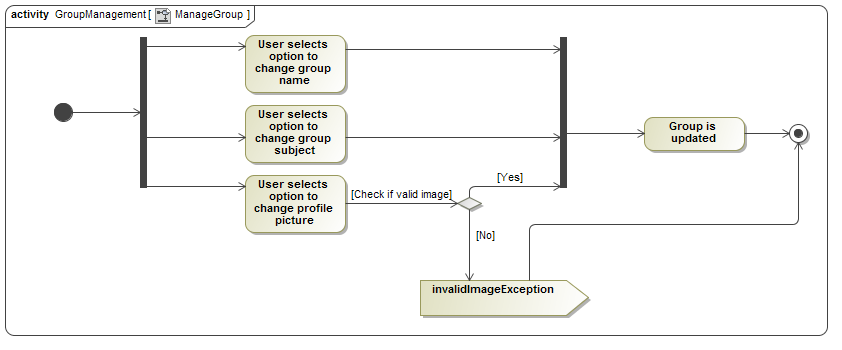 activity GroupManagement [ ManageGroup ]
User selects
option to
change group
name
User selects
option to
change group
subject
User selects
option to
change profile
picture
[Check if valid image]
[Yes]
[No]
invalidImageException
Group is
updated